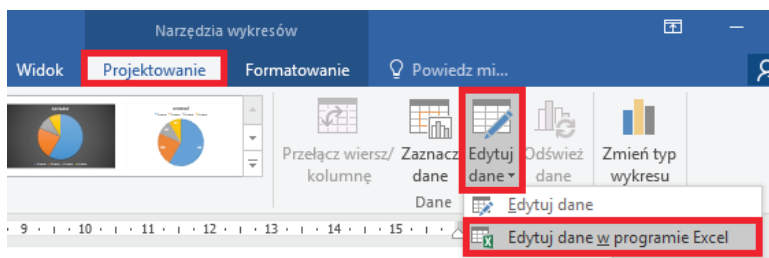 Narzędzia wykresów
Widok Projektowanie Formatowanie Powiedz mi...
Przełącz wiersz/ kolumnę
Zaznacz dane
Edytuj dane
Odśwież dane
Zmień typ wykresu
Dane
Edytuj dane
Edytuj dane w programie Excel
9 10 11 12 13 14 15